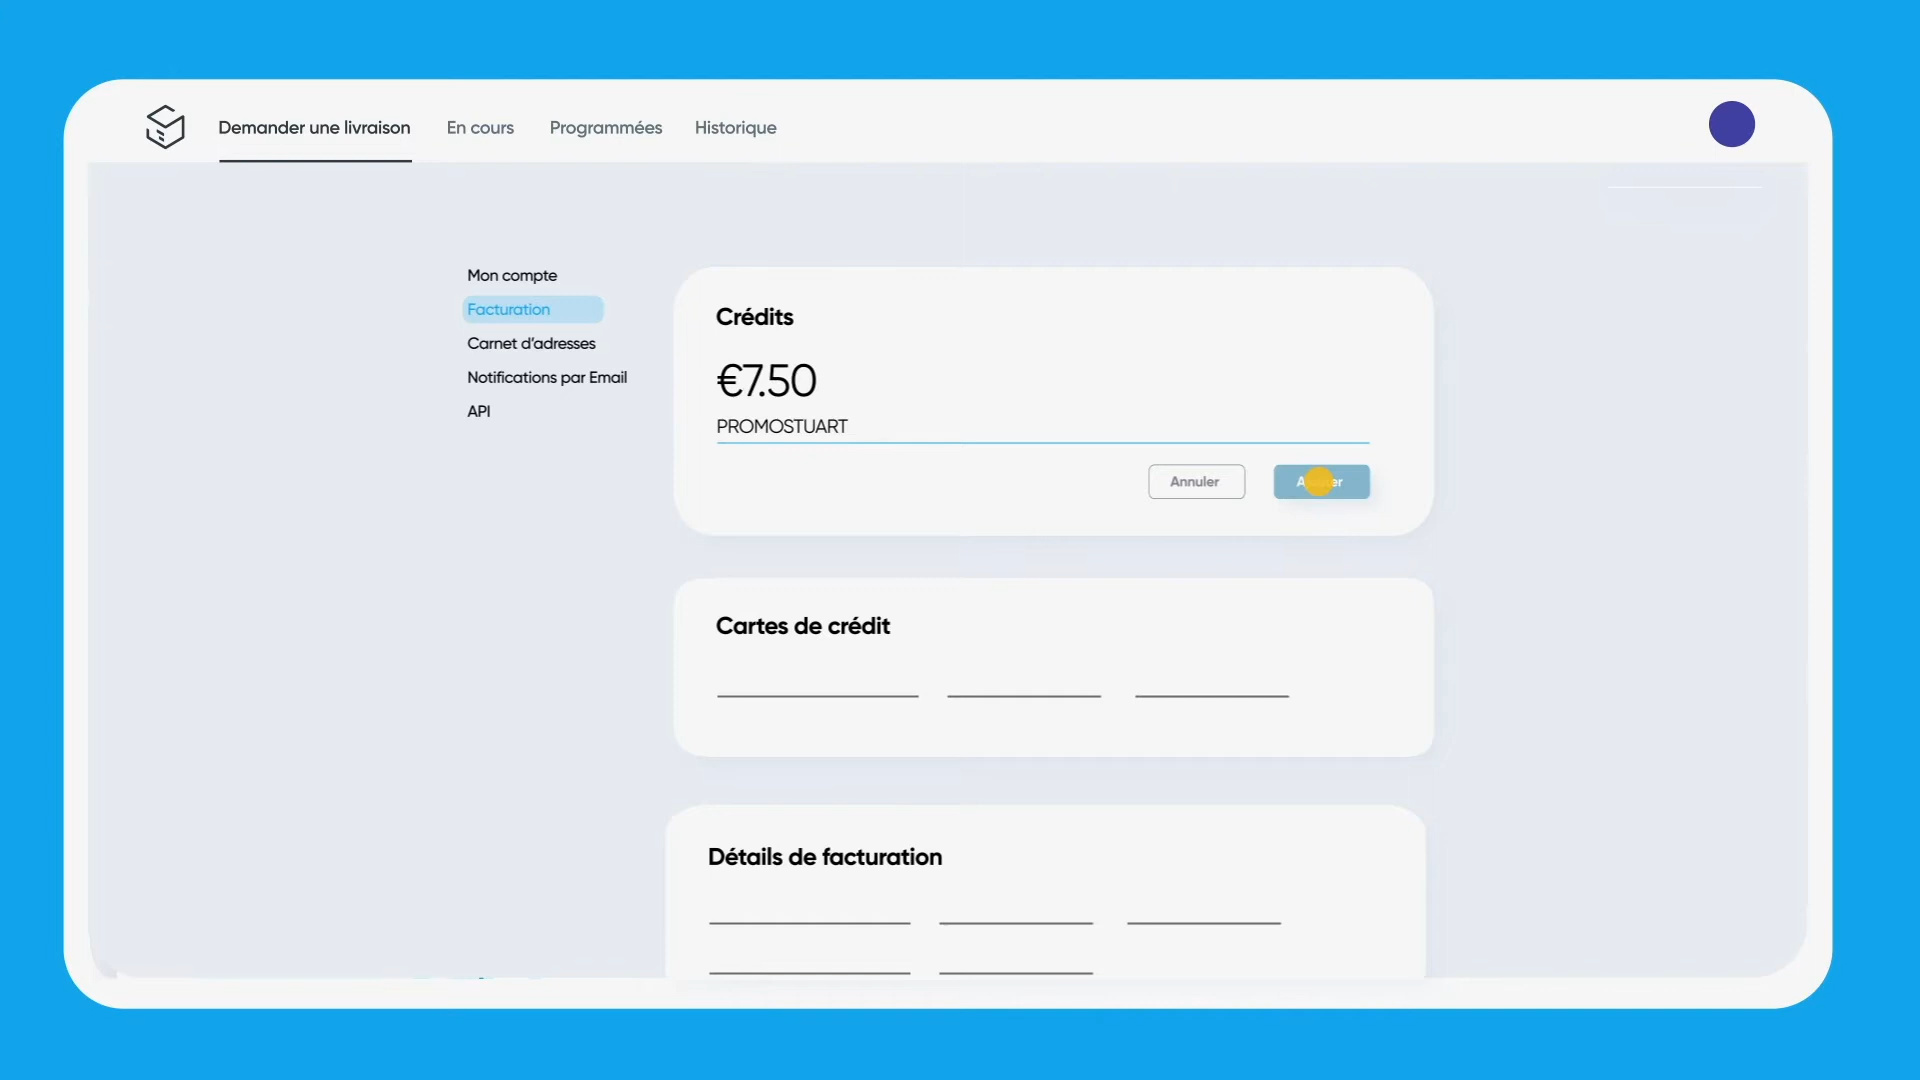 Demander une livraison
En cours
Programmées
Historique
Mon compte
Facturation
Carnet d'adresses
Notifications par Email
API
Crédits
€7.50
PROMOSTUART
Annuler
Cartes de crédit
Détails de facturation